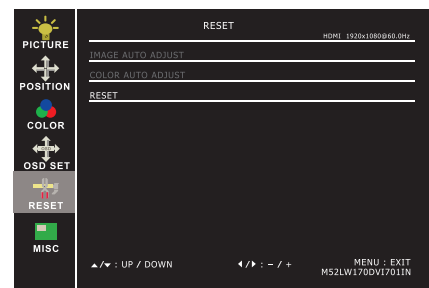 RESET
HDMI 1920x1080@60.0Hz
PICTURE
POSITION
COLOR
OSD SET
RESET
MISC
IMAGE AUTO ADJUST
COLOR AUTO ADJUST
RESET
▲/▼ : UP / DOWN
◀/▶ : – / +
MENU : EXIT
M52LW170DVI701IN